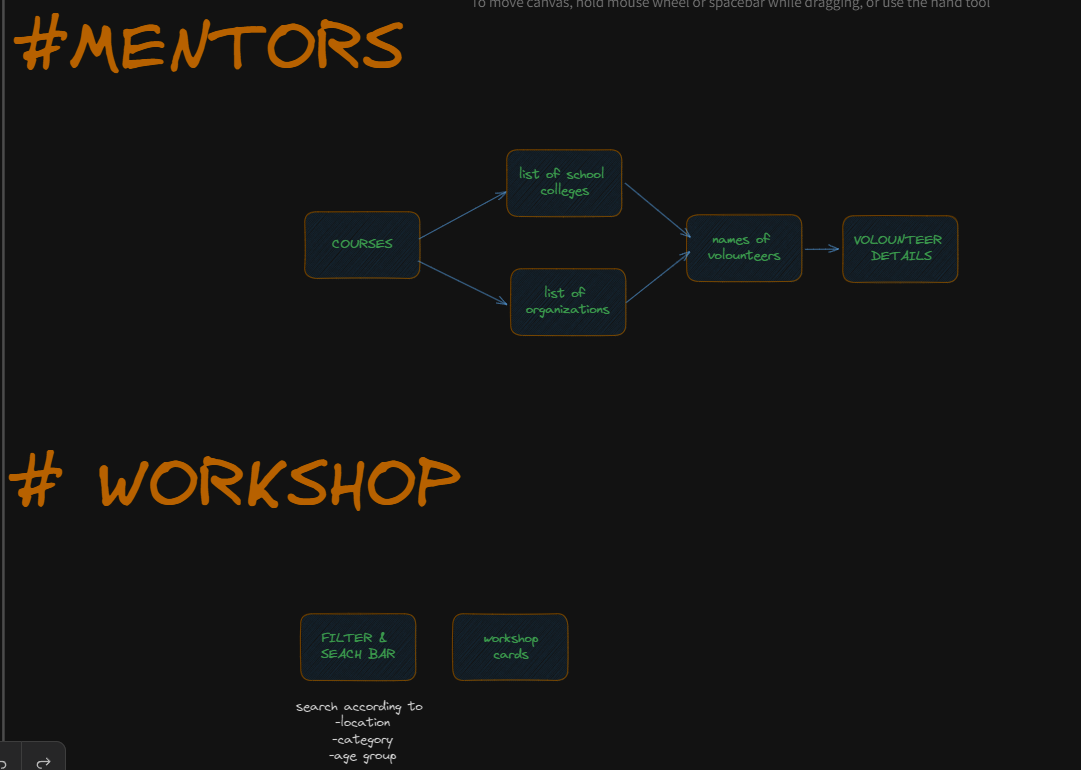 To move canvas, hold mouse wheel or spacebar while dragging, or use the hand tool
#MENTORS
list of school
colleges
COURSES
names of
volounteers
VOLOUNTEER
DETAILS
list of
organizations
# WORKSHOP
FILTER &
SEACH BAR
workshop
cards
search according to
-location
-category
-age group